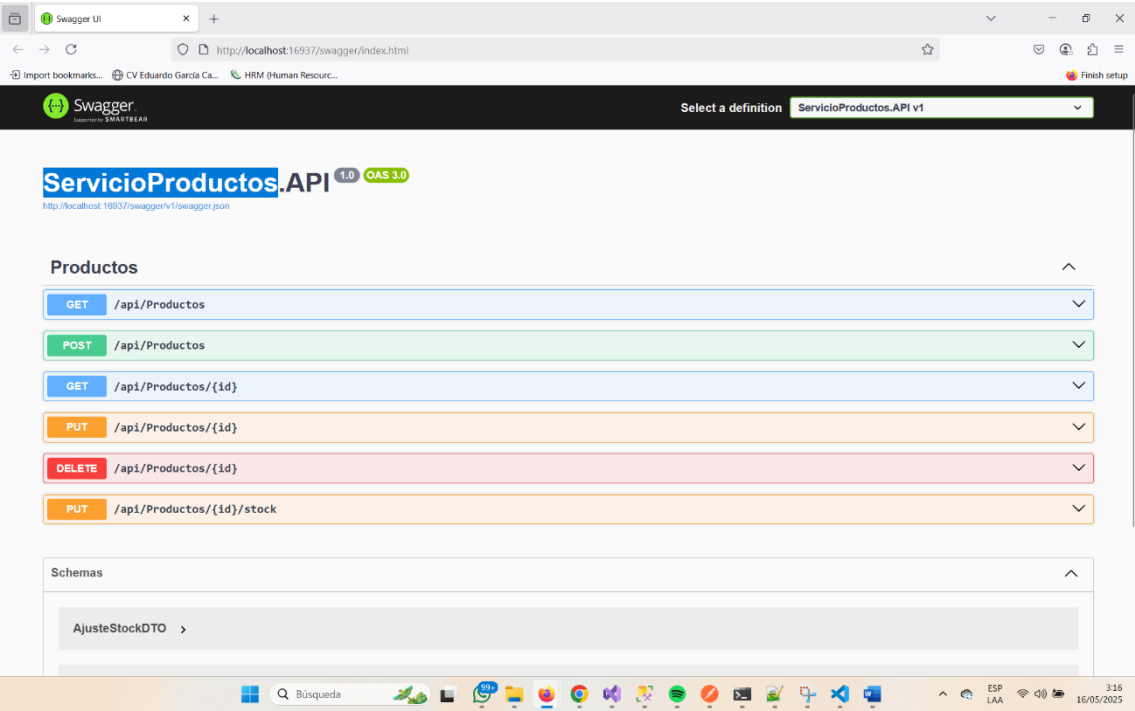 Swagger UI
http://localhost:16937/swagger/index.html
Import bookmarks... CV Eduardo García Ca... HRM (Human Resourc... Finish setup
Swagger. Select a definition ServicioProductos.API v1
Supported by SMARTBEAR
ServicioProductos.API 1.0 OAS 3.0
http://localhost:16937/swagger/v1/swagger.json
Productos
GET /api/Productos
POST /api/Productos
GET /api/Productos/{id}
PUT /api/Productos/{id}
DELETE /api/Productos/{id}
PUT /api/Productos/{id}/stock
Schemas
AjusteStockDTO
Búsqueda 99+ ESP 3:16
LAA 16/05/2025